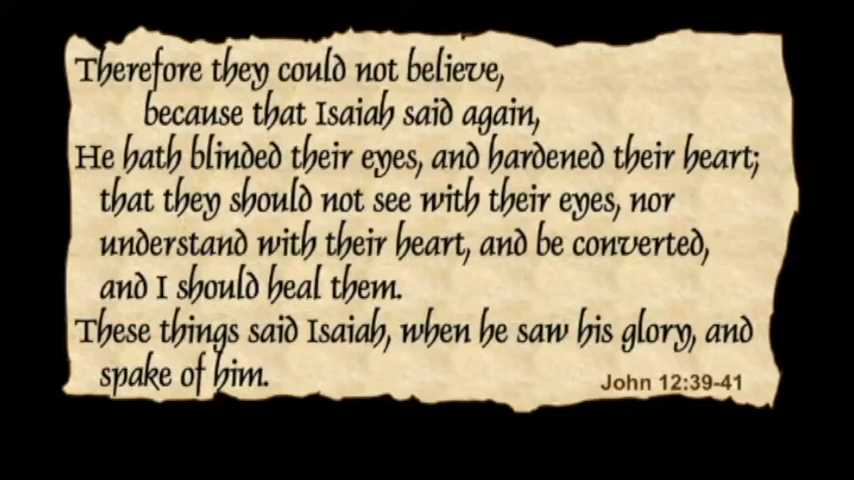 Therefore they could not believe,
because that Isaiah said again,
He hath blinded their eyes, and hardened their heart;
that they should not see with their eyes, nor
understand with their heart, and be converted,
and I should heal them.
These things said Isaiah, when he saw his glory, and
spake of him.
John 12:39-41